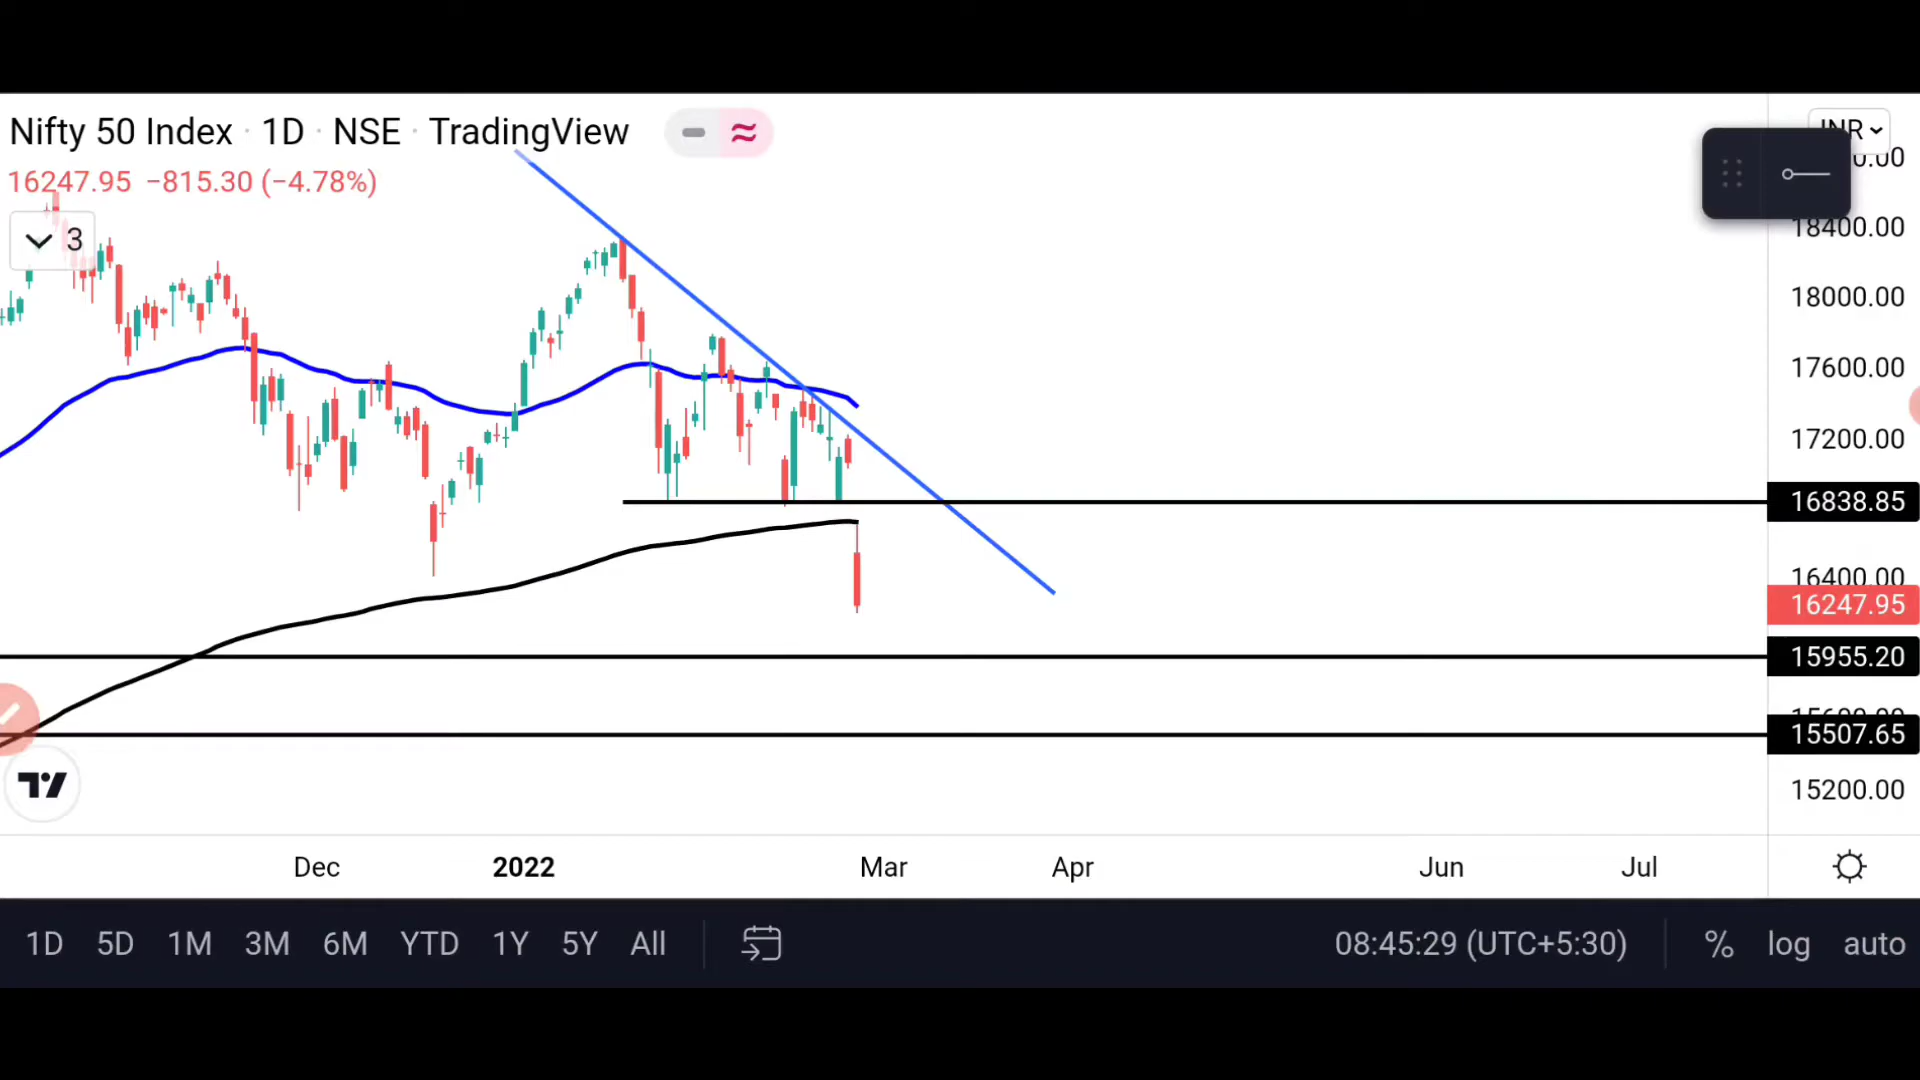 Nifty 50 Index · 1D · NSE · TradingView
16247.95 −815.30 (−4.78%)
3
INR
18400.00
18000.00
17600.00
17200.00
16838.85
16400.00
16247.95
15955.20
15507.65
15200.00
Dec 2022 Mar Apr Jun Jul
1D 5D 1M 3M 6M YTD 1Y 5Y All 08:45:29 (UTC+5:30) % log auto